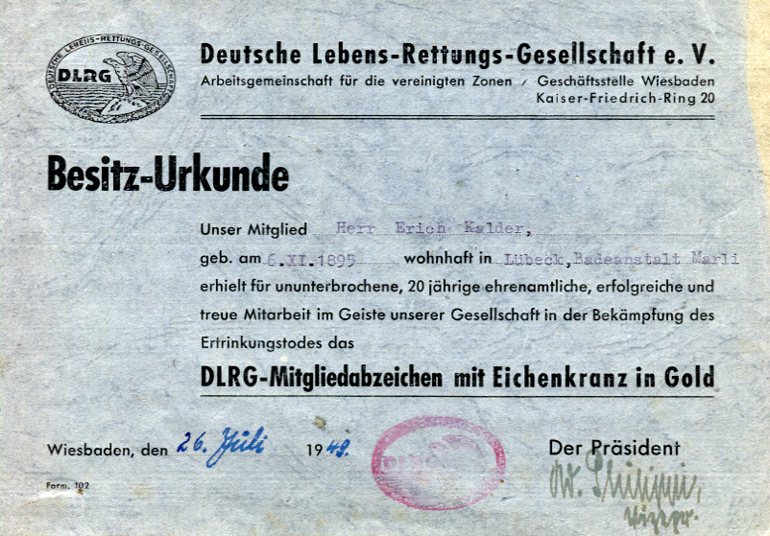 DEUTSCHE LEBENS-RETTUNGS-GESELLSCHAFT
DLRG
Deutsche Lebens-Rettungs-Gesellschaft e. V.
Arbeitsgemeinschaft für die vereinigten Zonen / Geschäftsstelle Wiesbaden
Kaiser-Friedrich-Ring 20
Besitz-Urkunde
Unser Mitglied Herr Erich Kalder,
geb. am 6.XI.1895 wohnhaft in Lübeck,Badeanstalt Marli
erhielt für ununterbrochene, 20 jährige ehrenamtliche, erfolgreiche und
treue Mitarbeit im Geiste unserer Gesellschaft in der Bekämpfung des
Ertrinkungstodes das
DLRG-Mitgliedabzeichen mit Eichenkranz in Gold
Wiesbaden, den 26. Juli 1949.
DLRG
Der Präsident
Vizepr.
Form. 102